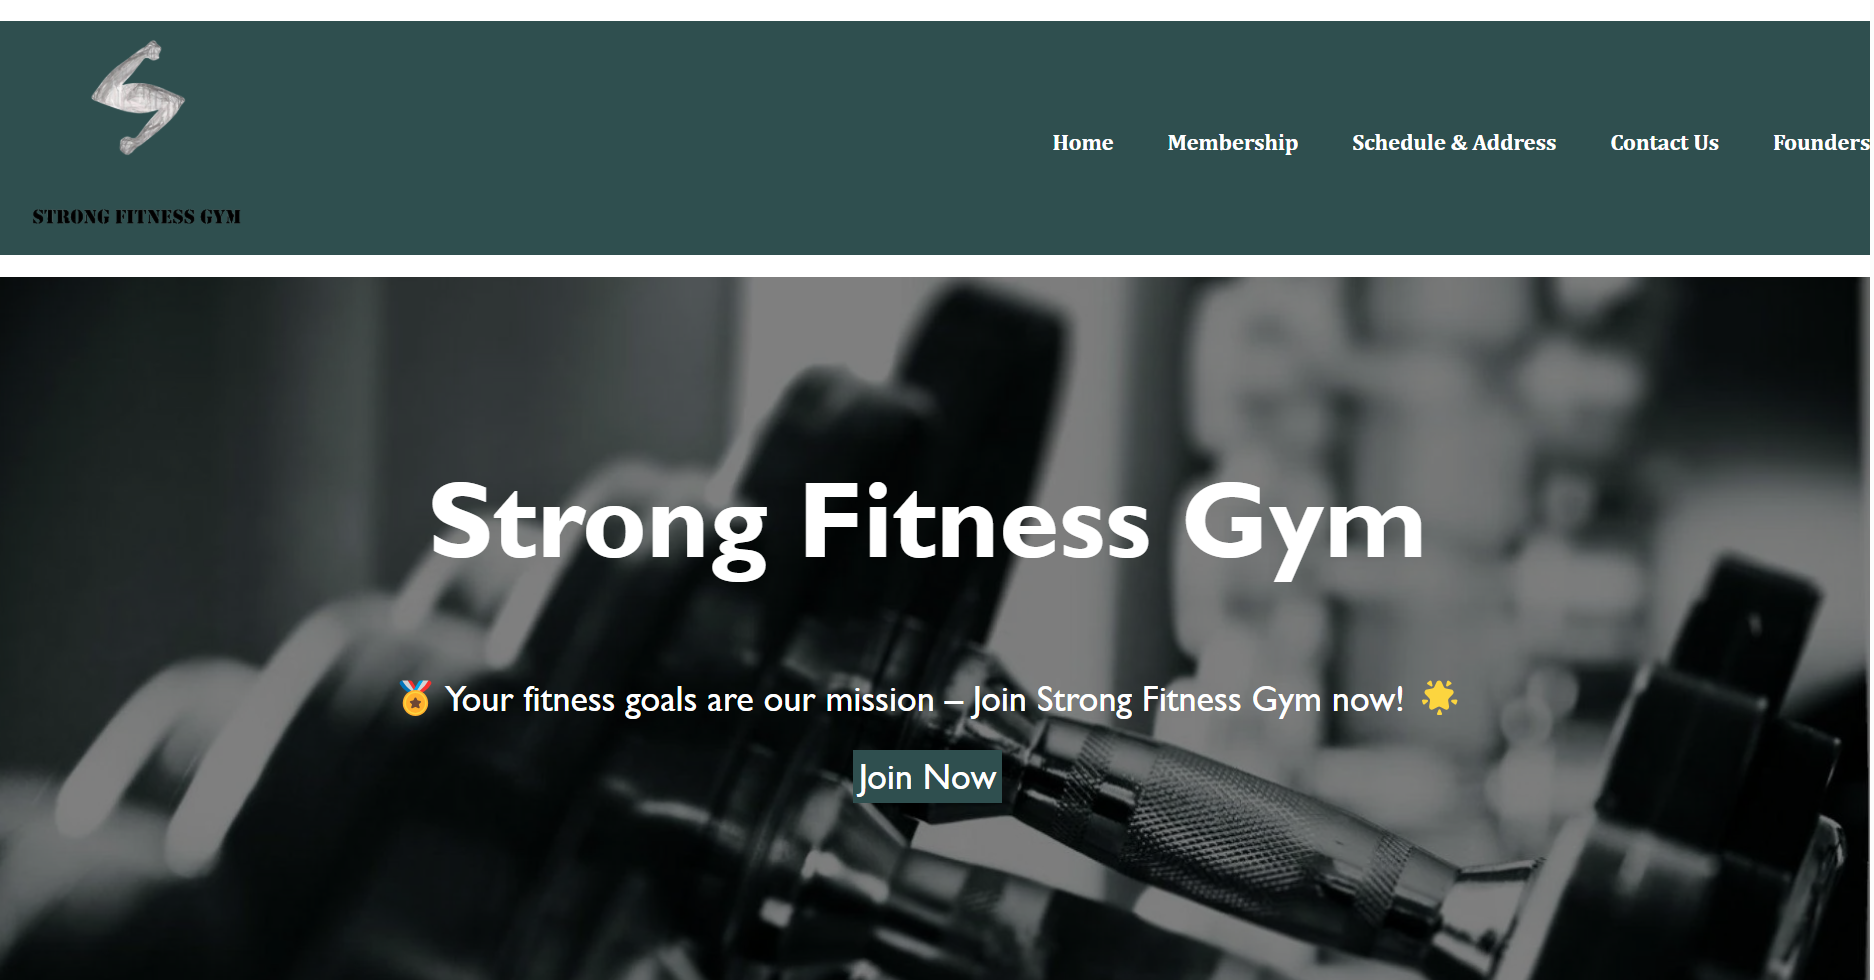 STRONG FITNESS GYM
Home Membership Schedule & Address Contact Us Founders
Strong Fitness Gym
🏅 Your fitness goals are our mission – Join Strong Fitness Gym now! 🌟
Join Now